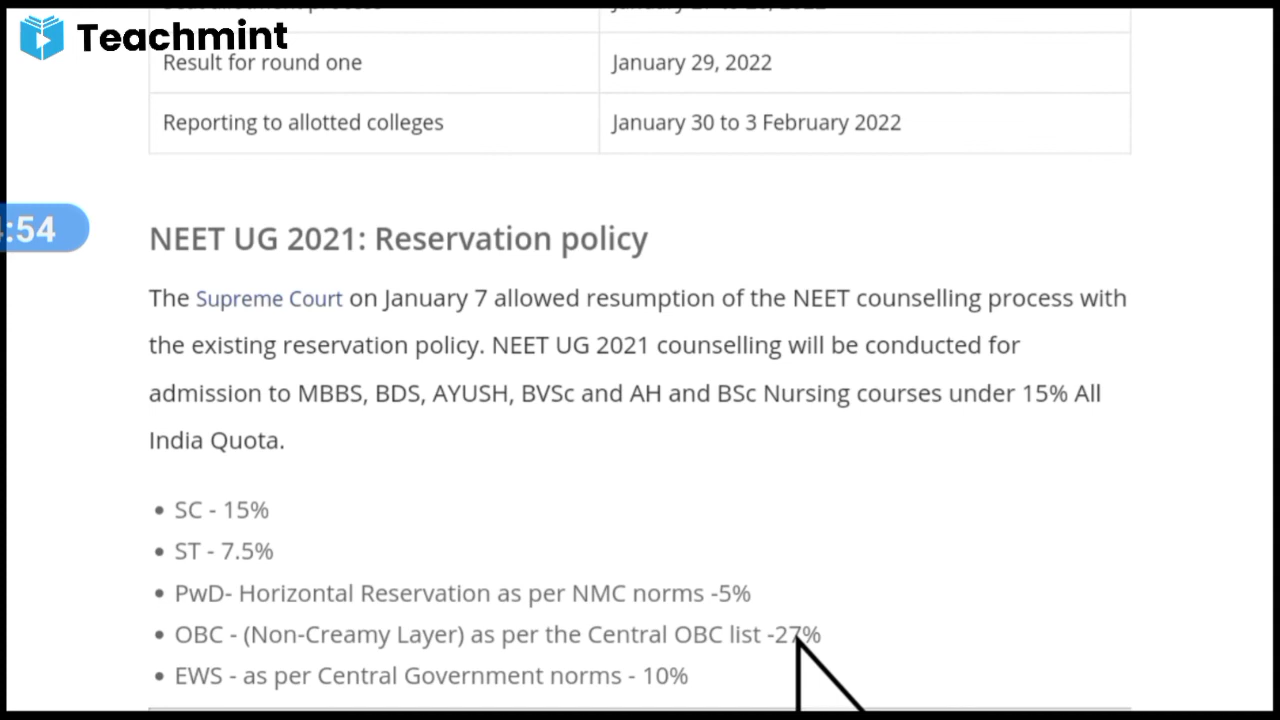 Teachmint
Result for round one January 29, 2022
Reporting to allotted colleges January 30 to 3 February 2022
:54
NEET UG 2021: Reservation policy
The Supreme Court on January 7 allowed resumption of the NEET counselling process with
the existing reservation policy. NEET UG 2021 counselling will be conducted for
admission to MBBS, BDS, AYUSH, BVSc and AH and BSc Nursing courses under 15% All
India Quota.
• SC - 15%
• ST - 7.5%
• PwD- Horizontal Reservation as per NMC norms -5%
• OBC - (Non-Creamy Layer) as per the Central OBC list -27%
• EWS - as per Central Government norms - 10%